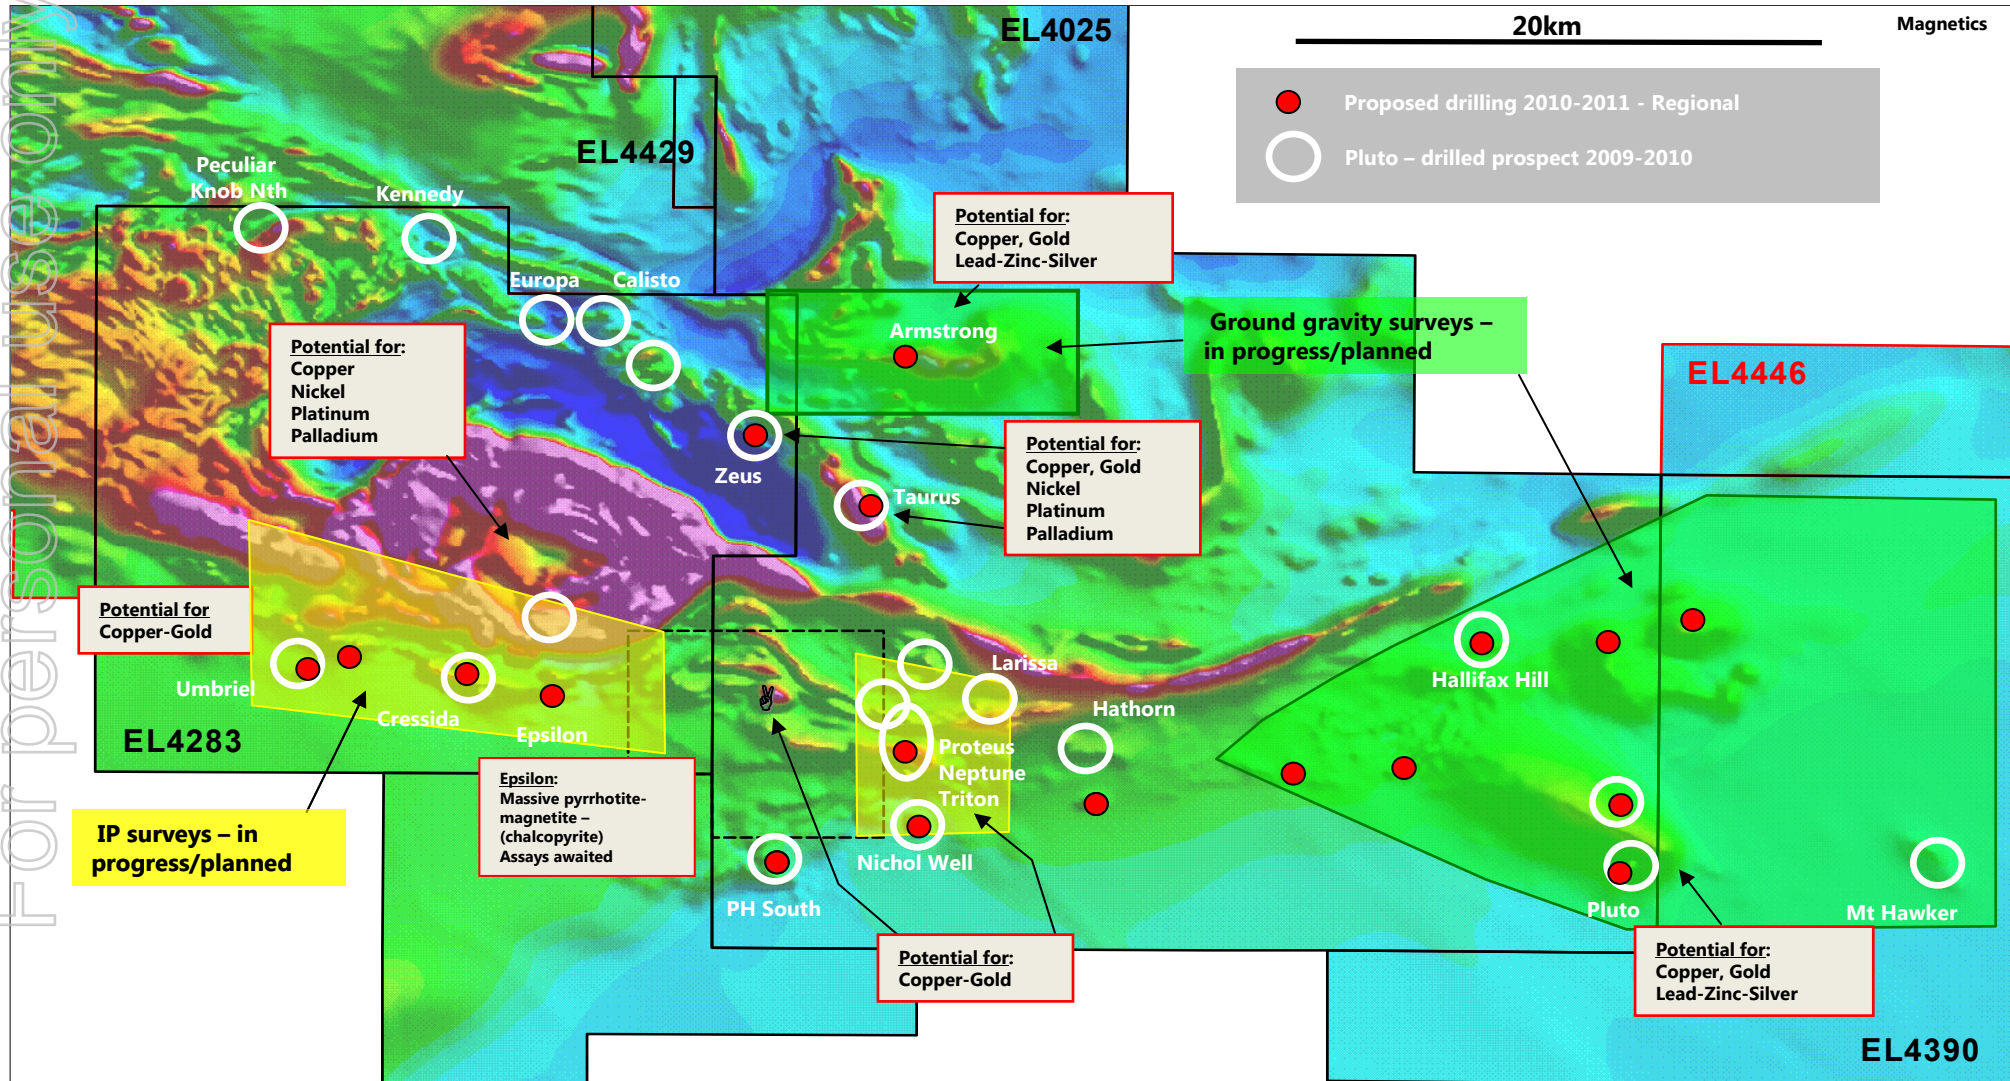 For personal use only
EL4025
20km
Magnetics
Proposed drilling 2010-2011 - Regional
Pluto – drilled prospect 2009-2010
EL4429
Peculiar
Knob Nth
Kennedy
Europa
Calisto
Potential for:
Copper, Gold
Lead-Zinc-Silver
Armstrong
Ground gravity surveys –
in progress/planned
EL4446
Potential for:
Copper
Nickel
Platinum
Palladium
Zeus
Taurus
Potential for:
Copper, Gold
Nickel
Platinum
Palladium
Potential for
Copper-Gold
Umbriel
Cressida
Epsilon
EL4283
Larissa
Hathorn
Hallifax Hill
Proteus
Neptune
Triton
Epsilon:
Massive pyrrhotite-
magnetite –
(chalcopyrite)
Assays awaited
IP surveys – in
progress/planned
Nichol Well
PH South
Pluto
Mt Hawker
Potential for:
Copper-Gold
Potential for:
Copper, Gold
Lead-Zinc-Silver
EL4390